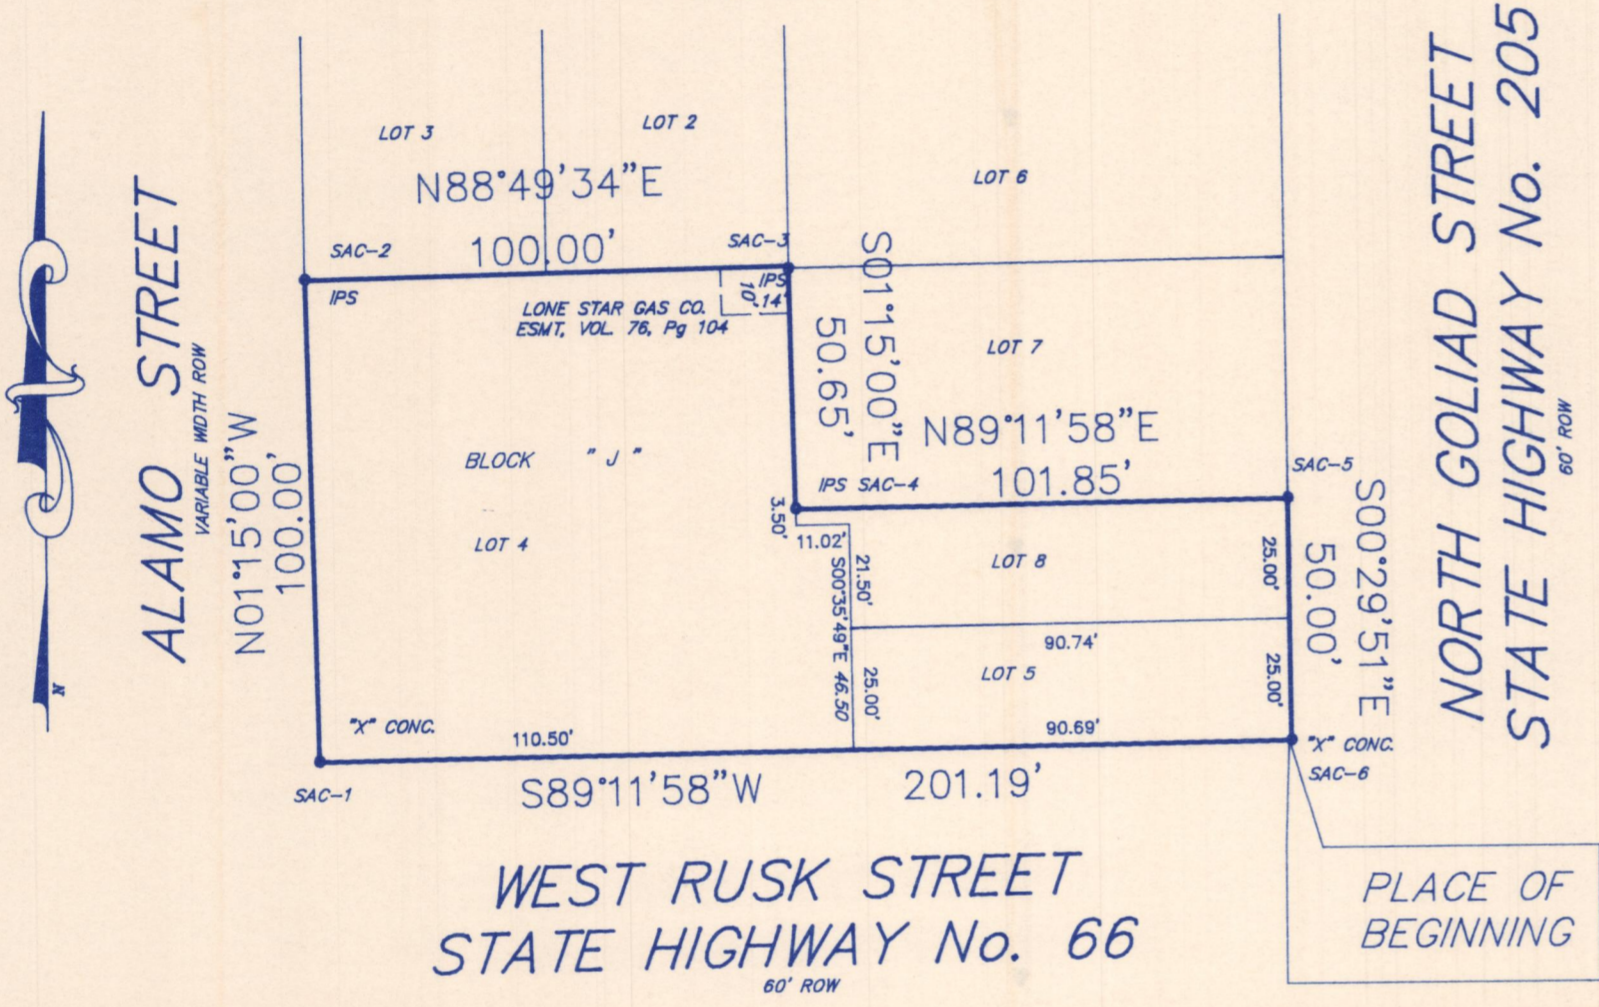 LOT 3
LOT 2
N88°49'34"E
100.00'
SAC-2
SAC-3
IPS
IPS
10'
14'
LONE STAR GAS CO.
ESMT, VOL. 76, Pg 104
LOT 6
LOT 7
S01°15'00"E
50.65'
N89°11'58"E
101.85'
IPS SAC-4
SAC-5
ALAMO STREET
VARIABLE WIDTH ROW
N01°15'00"W
100.00'
BLOCK "J"
LOT 4
3.50'
11.02'
21.50'
S00°35'49"E 46.50
25.00'
LOT 8
25.00'
90.74'
LOT 5
25.00'
90.69'
S00°29'51"E
50.00'
NORTH GOLIAD STREET
STATE HIGHWAY No. 205
60' ROW
N
"X" CONC.
110.50'
SAC-1
S89°11'58"W 201.19'
"X" CONC.
SAC-6
WEST RUSK STREET
STATE HIGHWAY No. 66
60' ROW
PLACE OF
BEGINNING